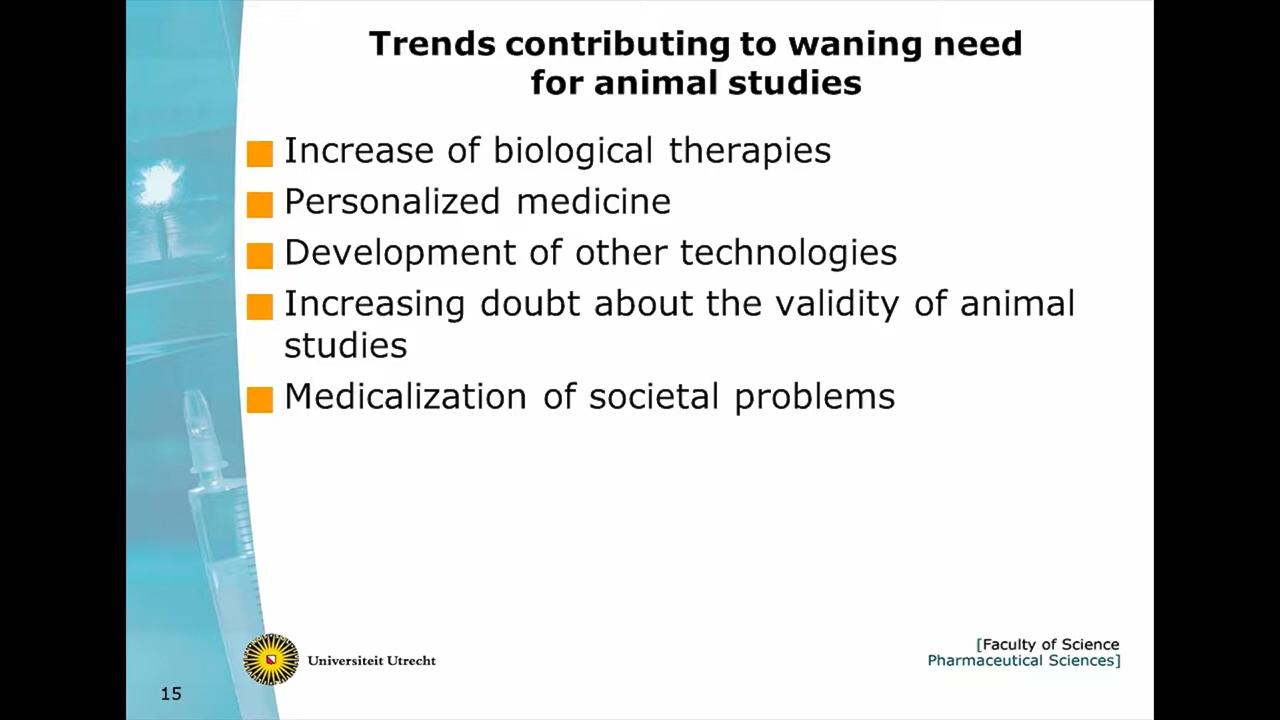 Trends contributing to waning need
for animal studies
Increase of biological therapies
Personalized medicine
Development of other technologies
Increasing doubt about the validity of animal
studies
Medicalization of societal problems
Universiteit Utrecht
[Faculty of Science
Pharmaceutical Sciences]
15